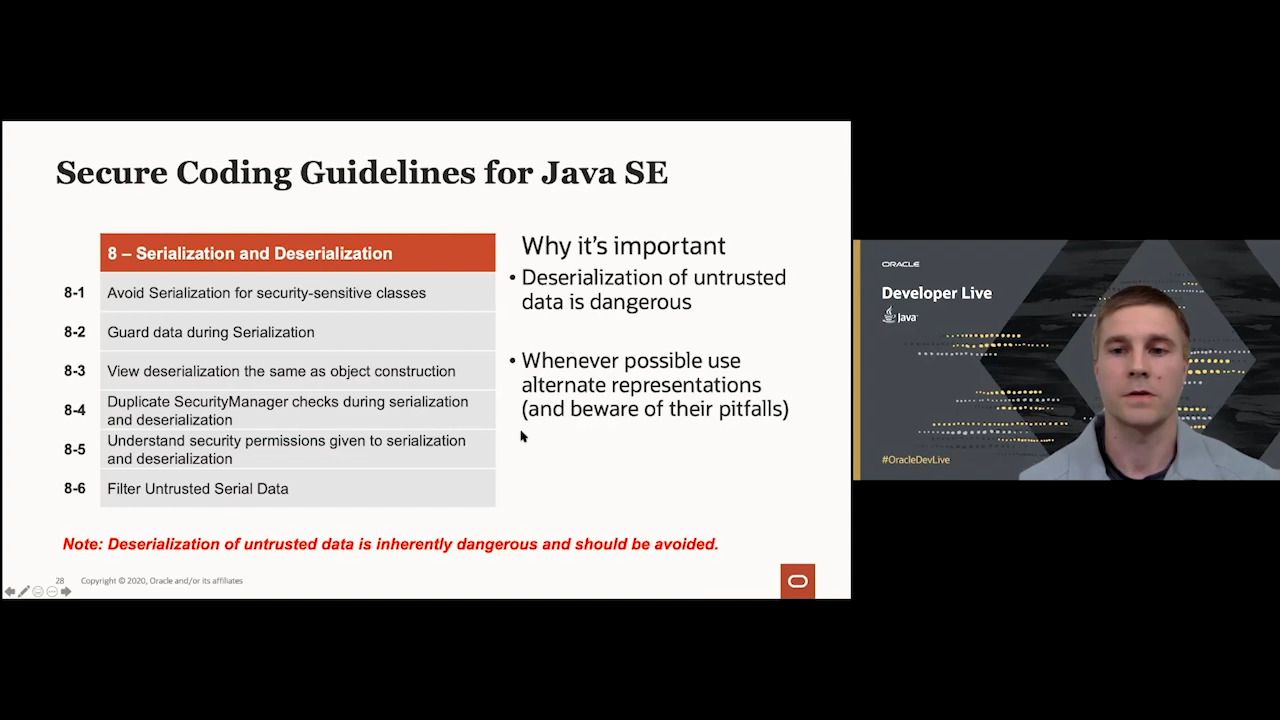 Secure Coding Guidelines for Java SE
8 – Serialization and Deserialization
8-1 Avoid Serialization for security-sensitive classes
8-2 Guard data during Serialization
8-3 View deserialization the same as object construction
8-4 Duplicate SecurityManager checks during serialization
and deserialization
8-5 Understand security permissions given to serialization
and deserialization
8-6 Filter Untrusted Serial Data
Why it's important
• Deserialization of untrusted
data is dangerous
• Whenever possible use
alternate representations
(and beware of their pitfalls)
Note: Deserialization of untrusted data is inherently dangerous and should be avoided.
28 Copyright © 2020, Oracle and/or its affiliates
ORACLE
Developer Live
Java
#OracleDevLive